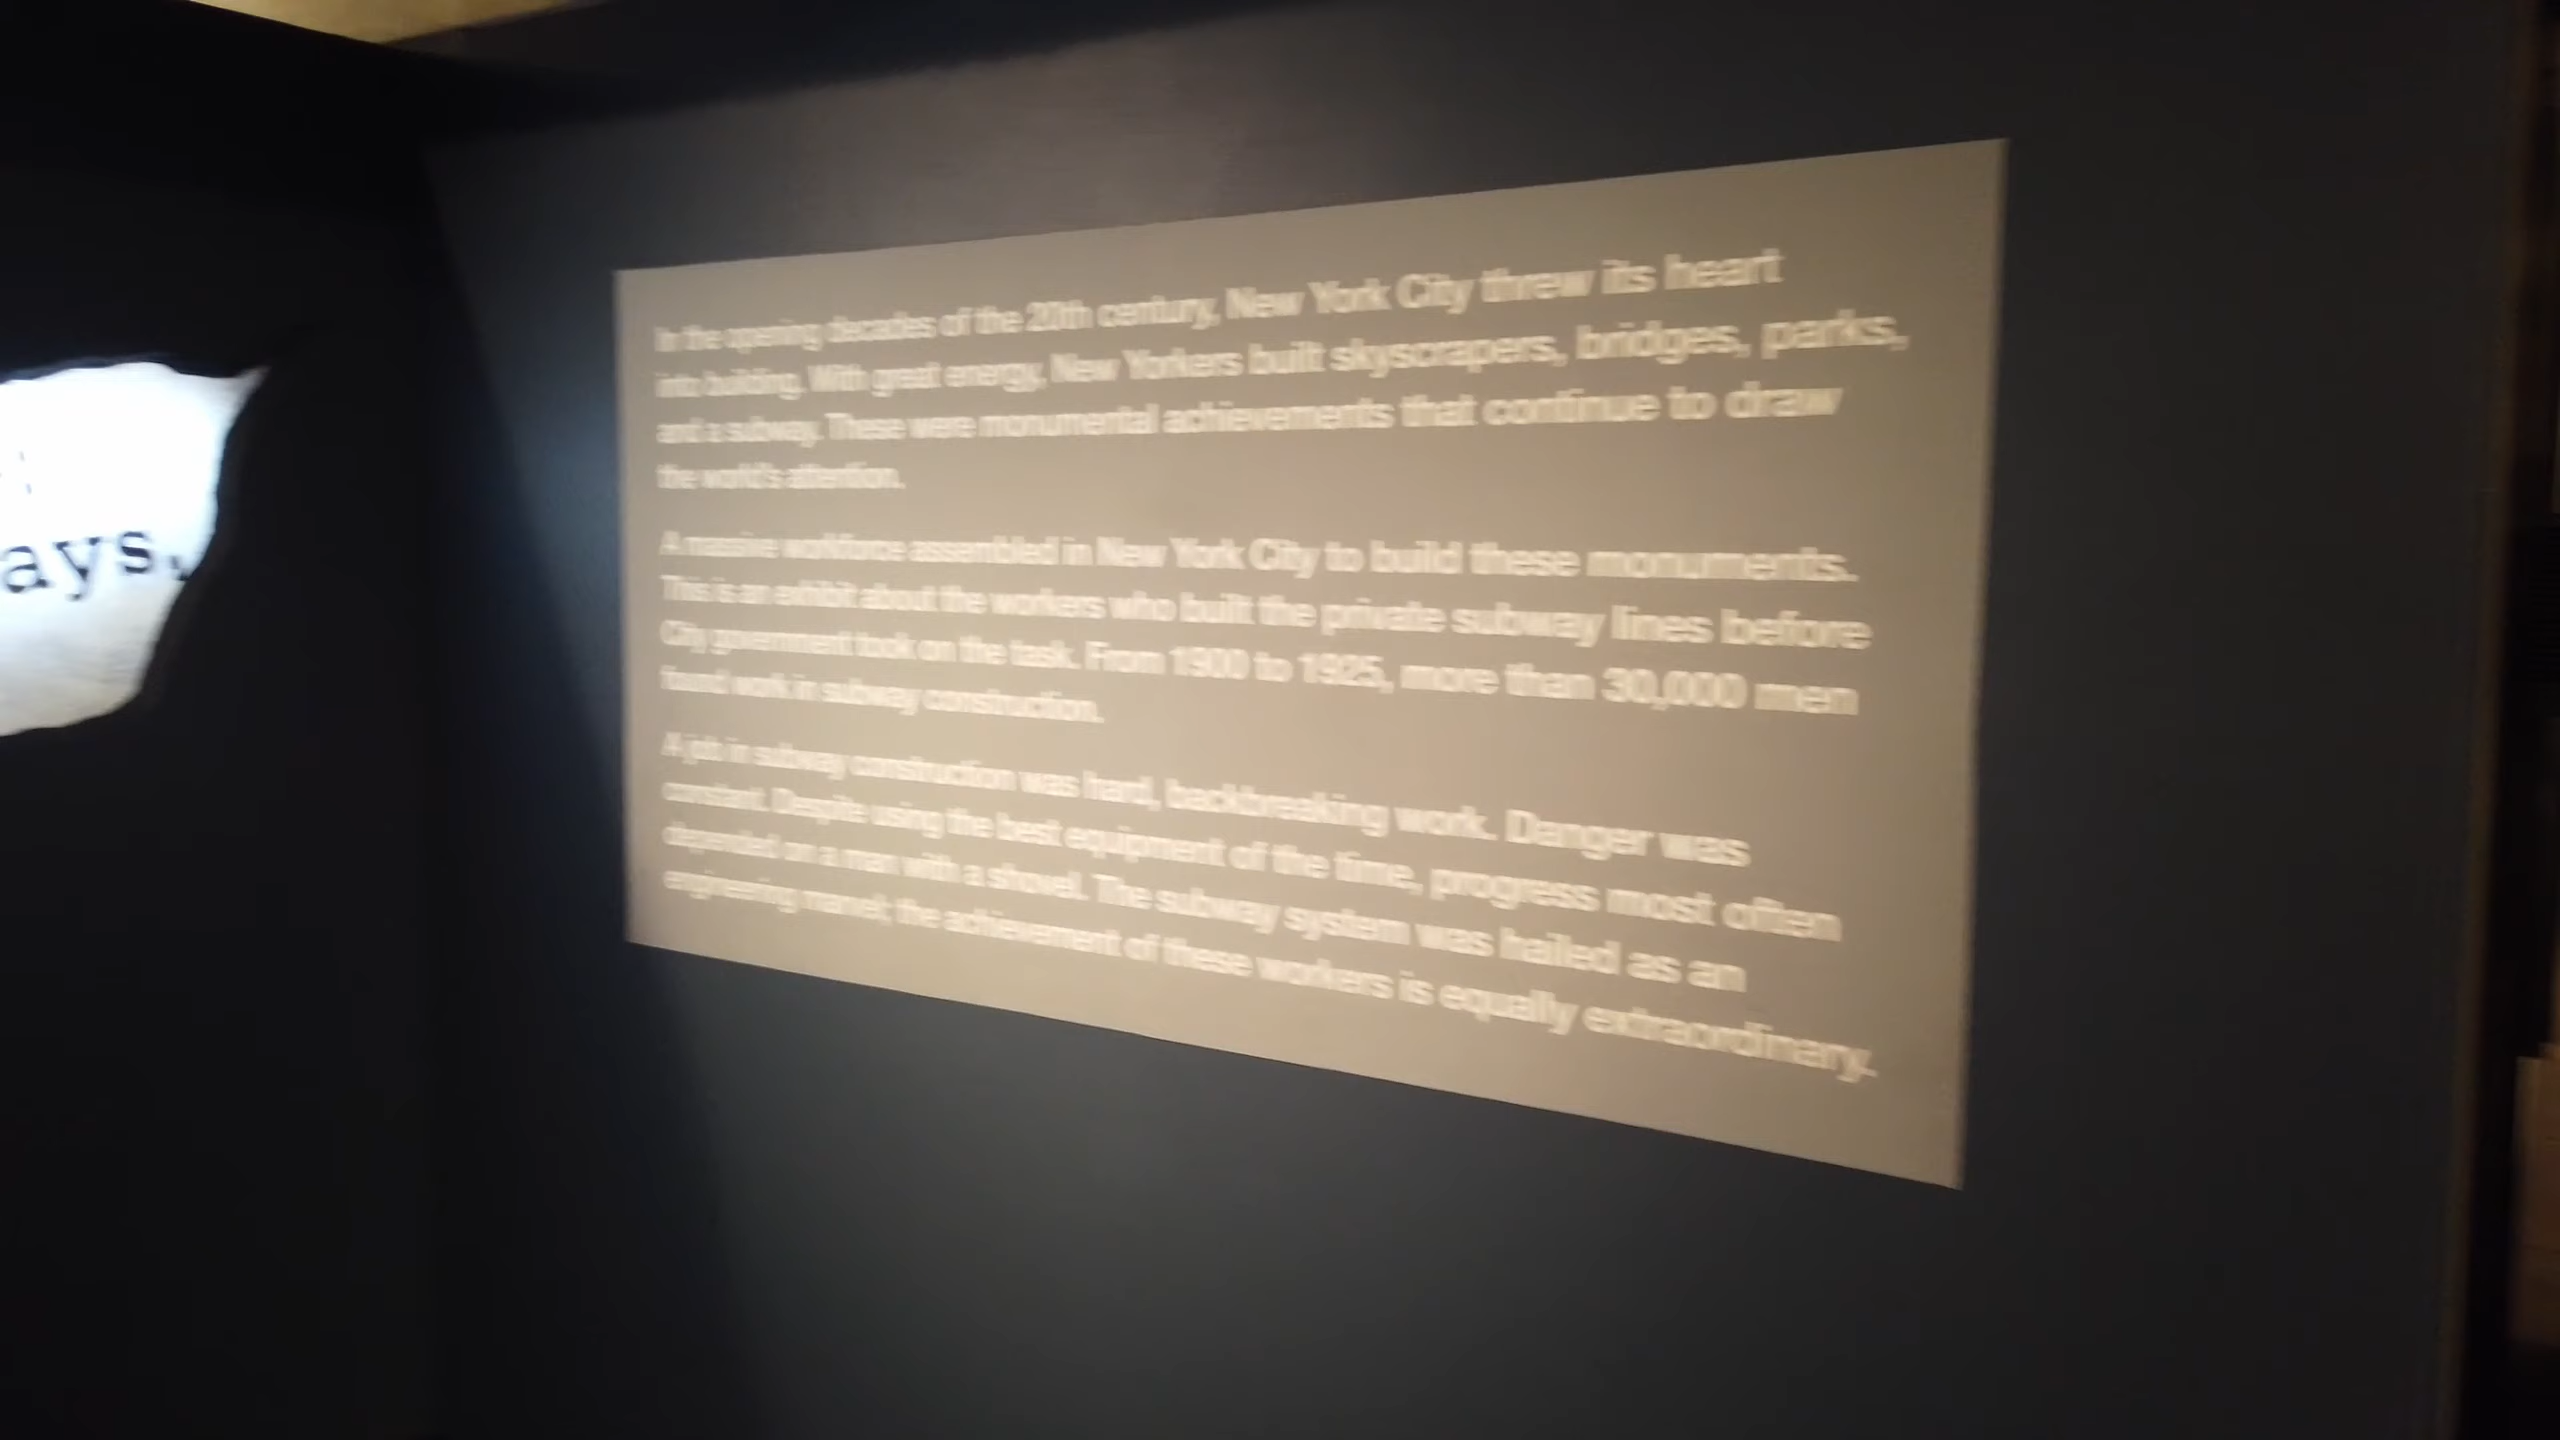 ays.
In the opening decades of the 20th century, New York City threw its heart
into building. With great energy, New Yorkers built skyscrapers, bridges, parks,
and a subway. These were monumental achievements that continue to draw
the world's attention.
A massive workforce assembled in New York City to build these monuments.
This is an exhibit about the workers who built the private subway lines before
City government took on the task. From 1900 to 1925, more than 30,000 men
found work in subway construction.
A job in subway construction was hard, backbreaking work. Danger was
constant. Despite using the best equipment of the time, progress most often
depended on a man with a shovel. The subway system was hailed as an
engineering marvel; the achievement of these workers is equally extraordinary.